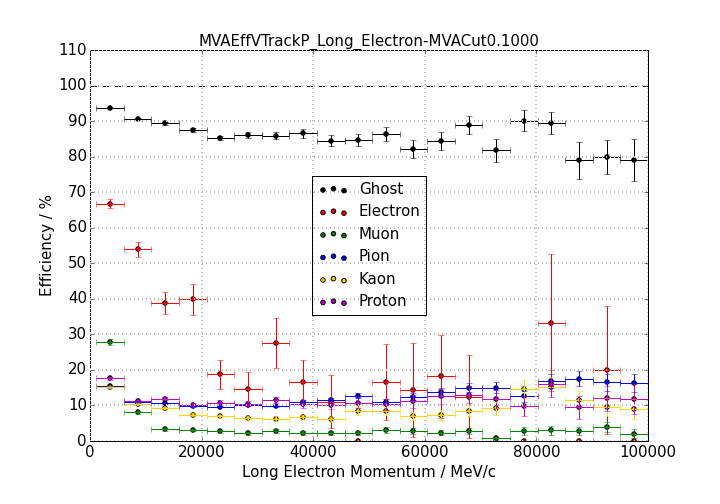 MVAEffVTrackP_Long_Electron-MVACut0.1000
110
100
90
80
70
60
50
40
30
20
10
0
Efficiency / %
Ghost
Electron
Muon
Pion
Kaon
Proton
0 20000 40000 60000 80000 100000
Long Electron Momentum / MeV/c